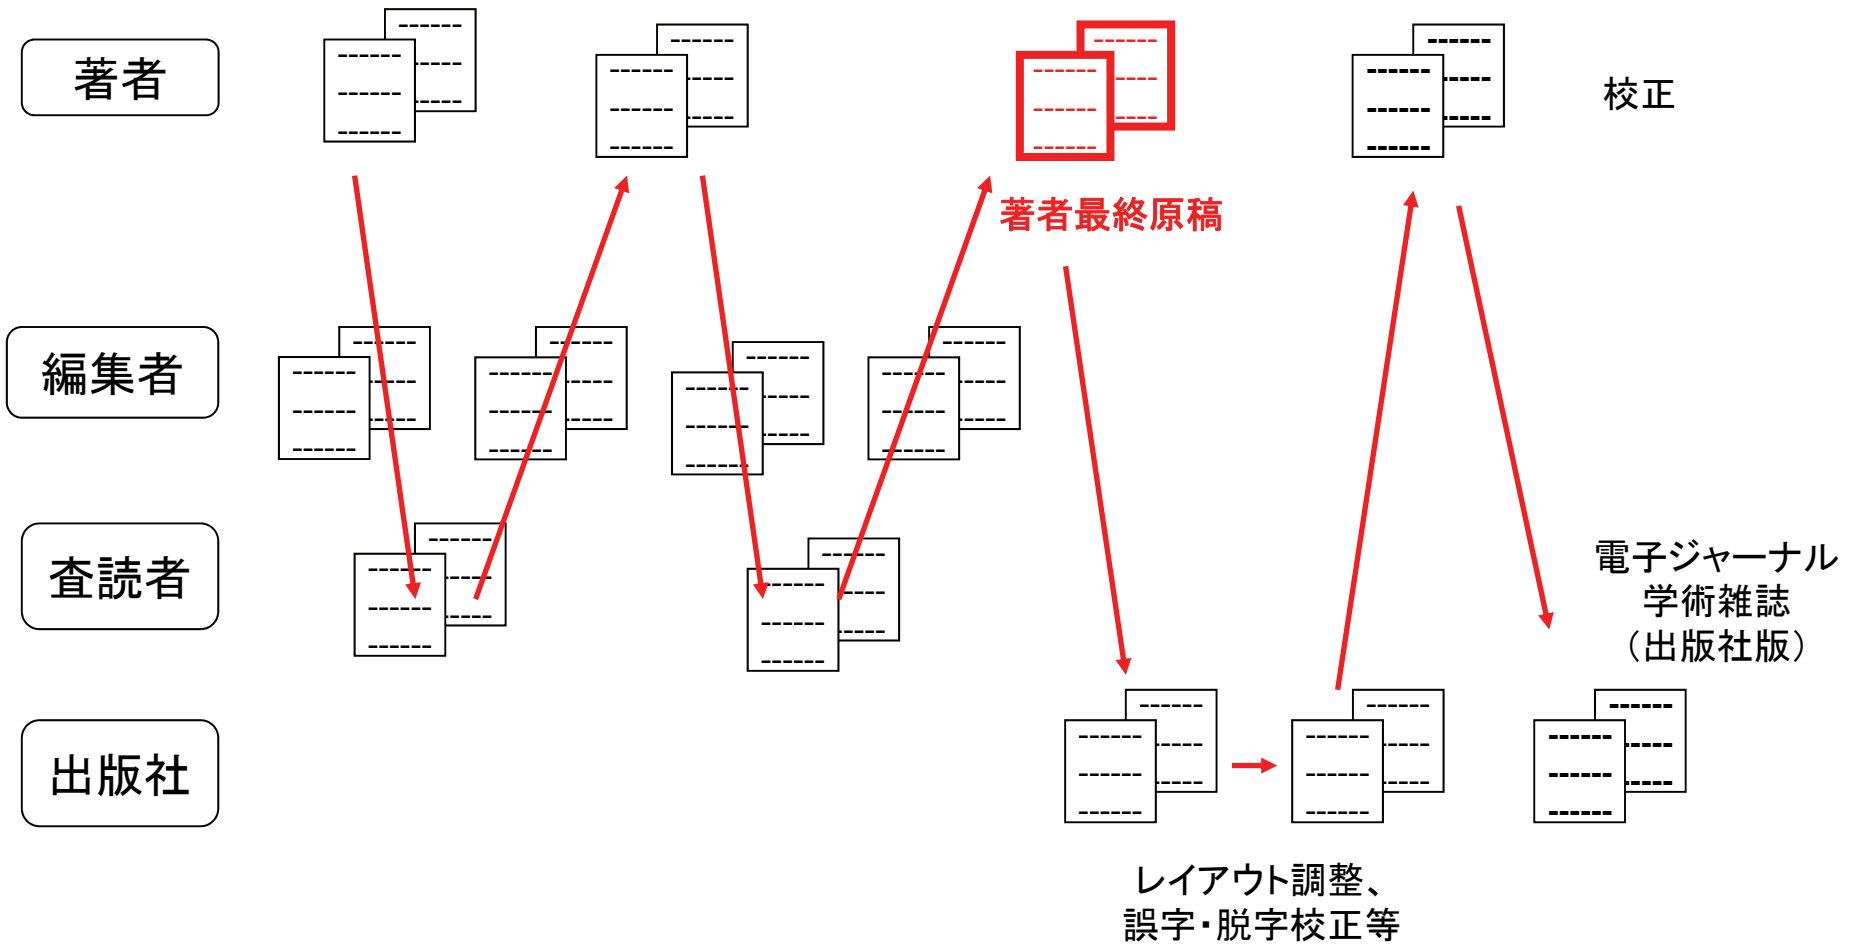 著者
校正
著者最終原稿
編集者
査読者
電子ジャーナル
学術雑誌
（出版社版）
出版社
レイアウト調整、
誤字・脱字校正等